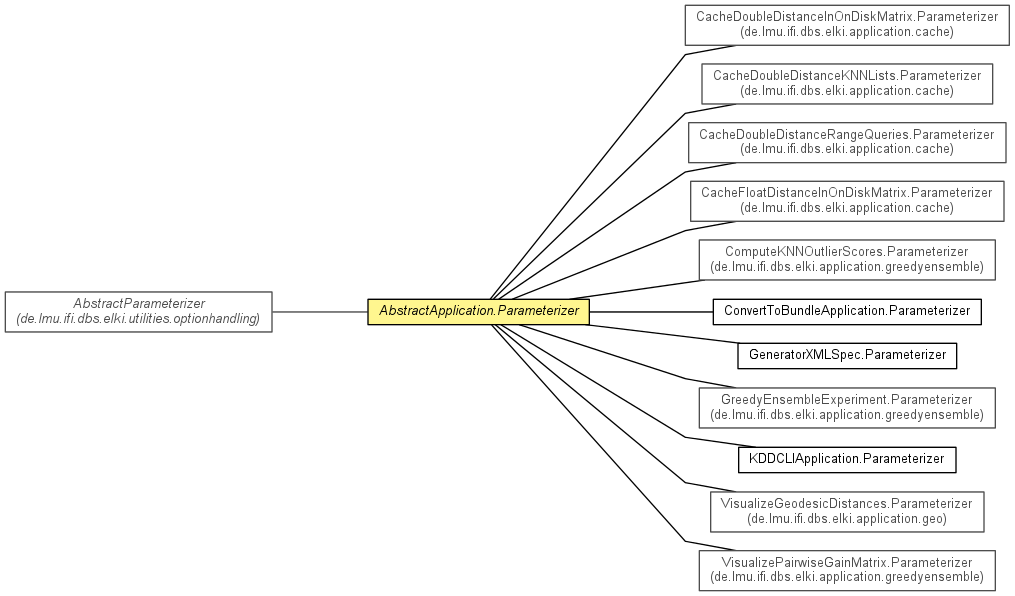 CacheDoubleDistanceInOnDiskMatrix.Parameterizer
(de.lmu.ifi.dbs.elki.application.cache)
CacheDoubleDistanceKNNLists.Parameterizer
(de.lmu.ifi.dbs.elki.application.cache)
CacheDoubleDistanceRangeQueries.Parameterizer
(de.lmu.ifi.dbs.elki.application.cache)
CacheFloatDistanceInOnDiskMatrix.Parameterizer
(de.lmu.ifi.dbs.elki.application.cache)
ComputeKNNOutlierScores.Parameterizer
(de.lmu.ifi.dbs.elki.application.greedyensemble)
AbstractParameterizer
(de.lmu.ifi.dbs.elki.utilities.optionhandling)
AbstractApplication.Parameterizer
ConvertToBundleApplication.Parameterizer
GeneratorXMLSpec.Parameterizer
GreedyEnsembleExperiment.Parameterizer
(de.lmu.ifi.dbs.elki.application.greedyensemble)
KDDCLIApplication.Parameterizer
VisualizeGeodesicDistances.Parameterizer
(de.lmu.ifi.dbs.elki.application.geo)
VisualizePairwiseGainMatrix.Parameterizer
(de.lmu.ifi.dbs.elki.application.greedyensemble)